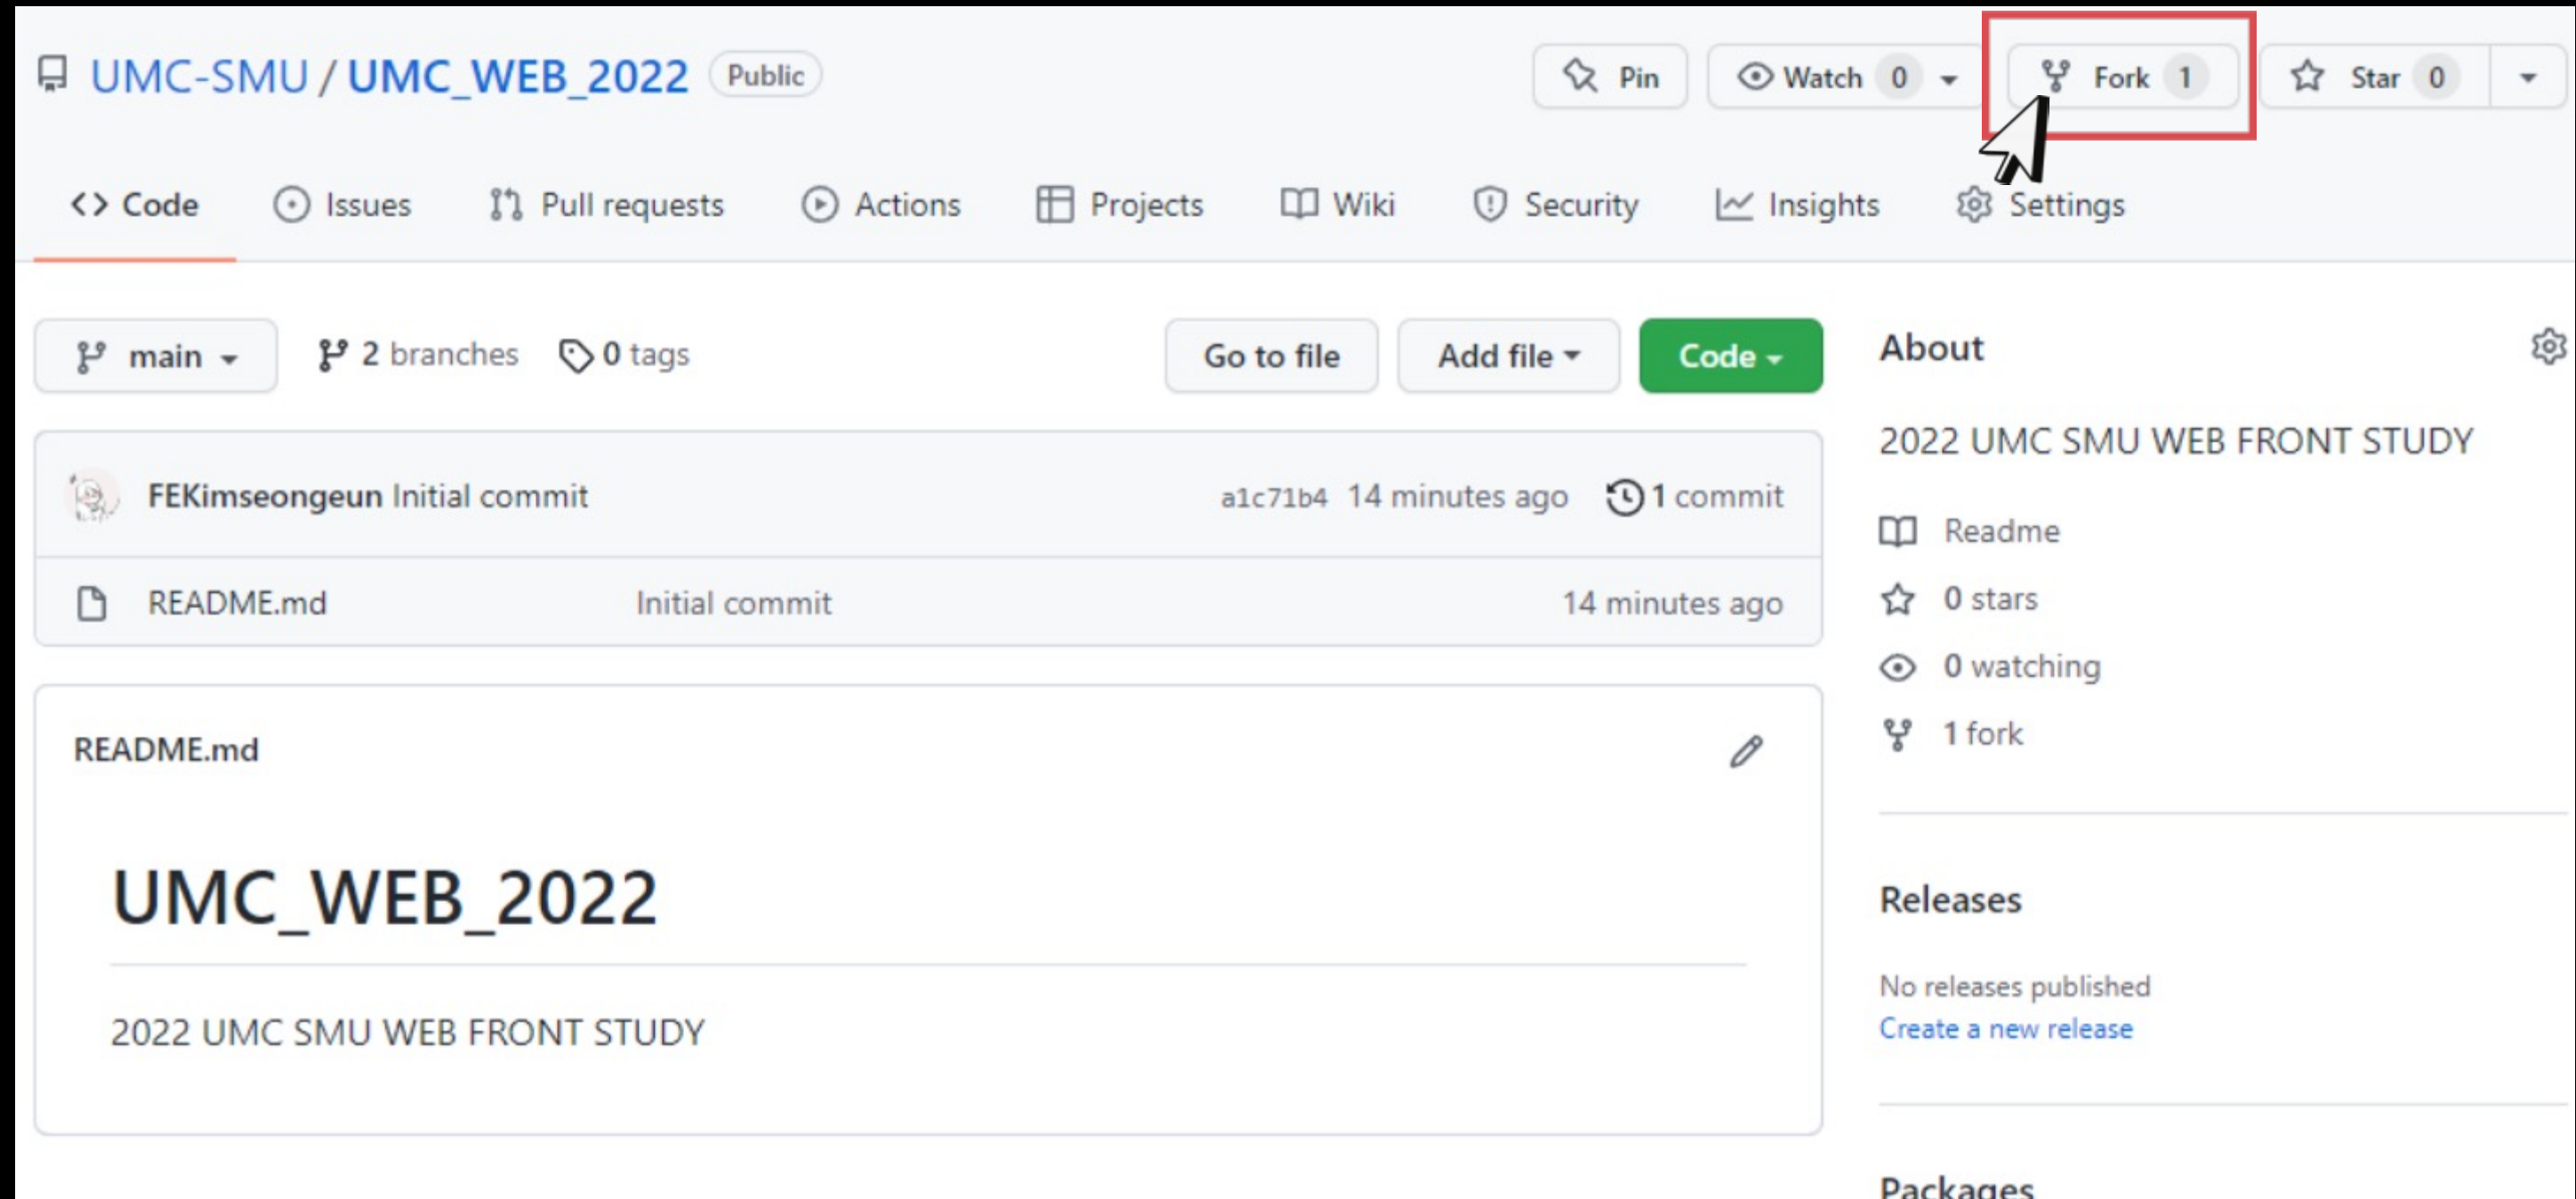 UMC-SMU / UMC_WEB_2022 Public
Pin Watch 0 Fork 1 Star 0
Code Issues Pull requests Actions Projects Wiki Security Insights Settings
main 2 branches 0 tags Go to file Add file Code
FEKimseongeun Initial commit a1c71b4 14 minutes ago 1 commit
README.md Initial commit 14 minutes ago
README.md
UMC_WEB_2022
2022 UMC SMU WEB FRONT STUDY
About
2022 UMC SMU WEB FRONT STUDY
Readme
0 stars
0 watching
1 fork
Releases
No releases published
Create a new release
Packages